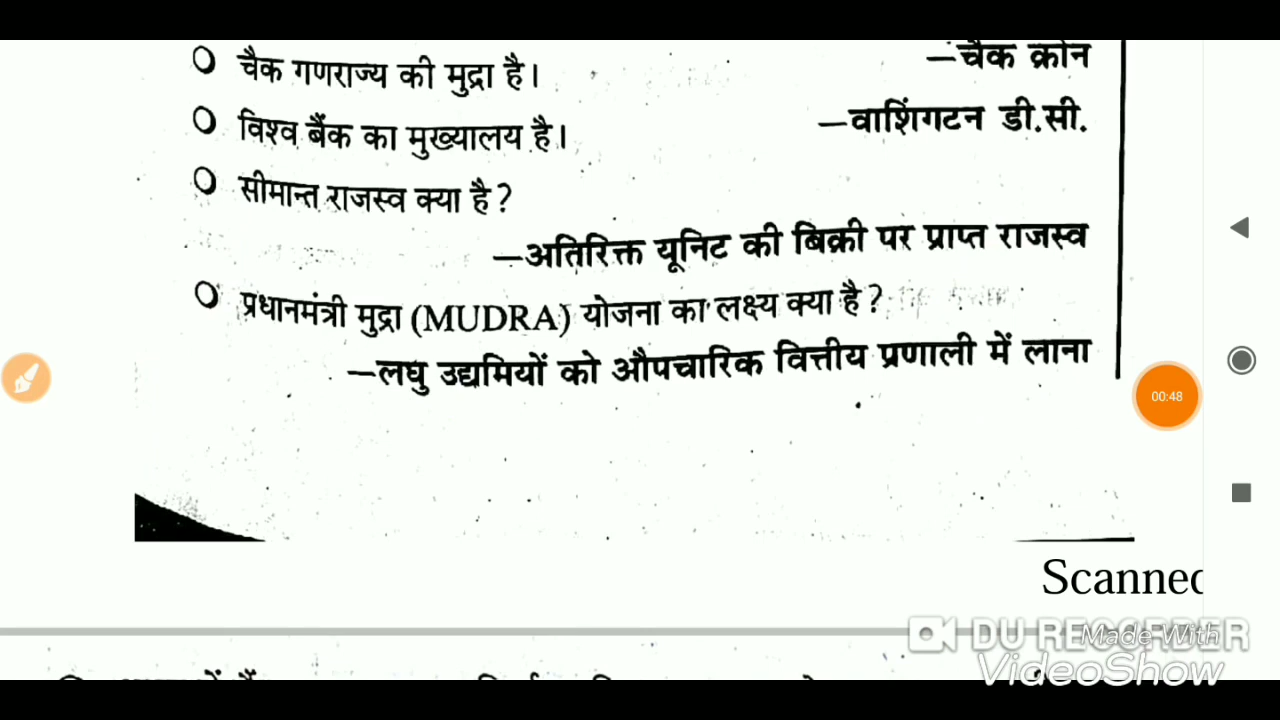 चैक गणराज्य की मुद्रा है। —चैक क्रोन
विश्व बैंक का मुख्यालय है। —वाशिंगटन डी.सी.
सीमान्त राजस्व क्या है?
—अतिरिक्त यूनिट की बिक्री पर प्राप्त राजस्व
प्रधानमंत्री मुद्रा (MUDRA) योजना का लक्ष्य क्या है?
—लघु उद्यमियों को औपचारिक वित्तीय प्रणाली में लाना
00:48
Scanned
DU RECORDER
Made With
VideoShow